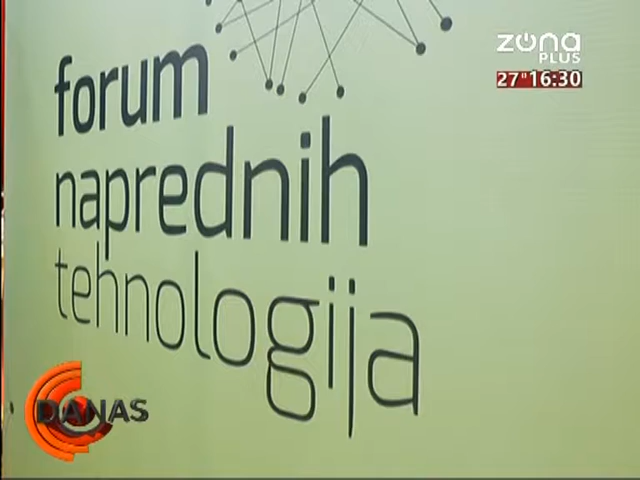 zona
PLUS
27° 16:30
forum
naprednih
tehnologija
DANAS